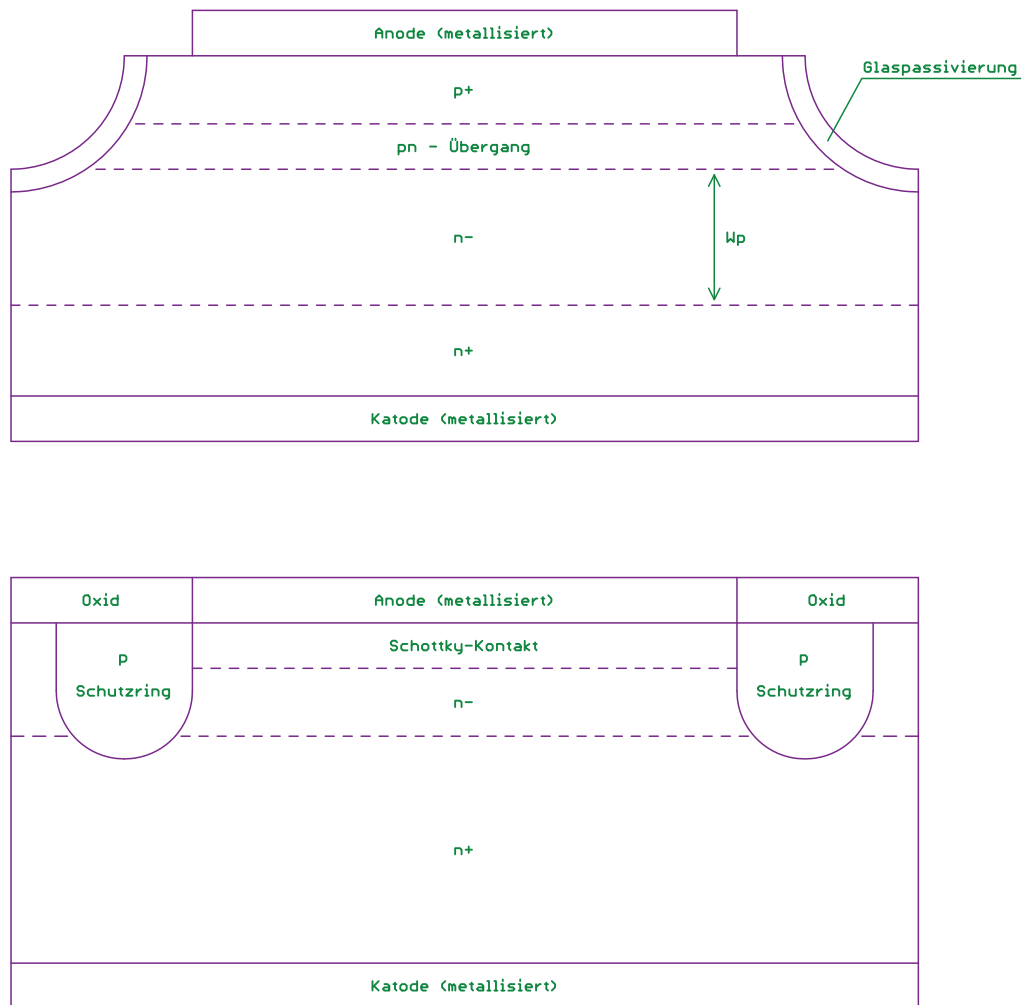 Anode (metallisiert)
Glaspassivierung
p+
pn - Übergang
n-
Wp
n+
Katode (metallisiert)
Oxid
Anode (metallisiert)
Oxid
Schottky-Kontakt
p
p
Schutzring
Schutzring
n-
n+
Katode (metallisiert)